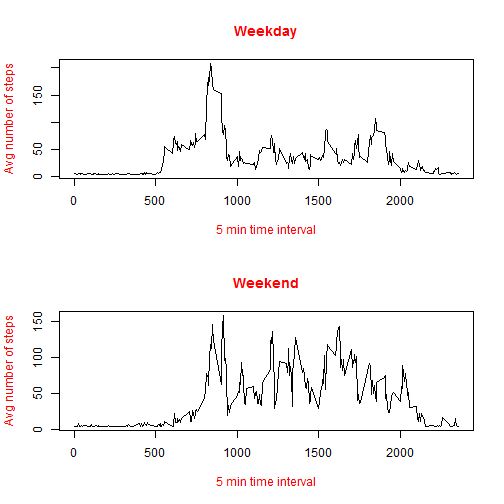 Weekday
Avg number of steps
0 50 150
0 500 1000 1500 2000
5 min time interval
Weekend
Avg number of steps
0 50 100 150
0 500 1000 1500 2000
5 min time interval